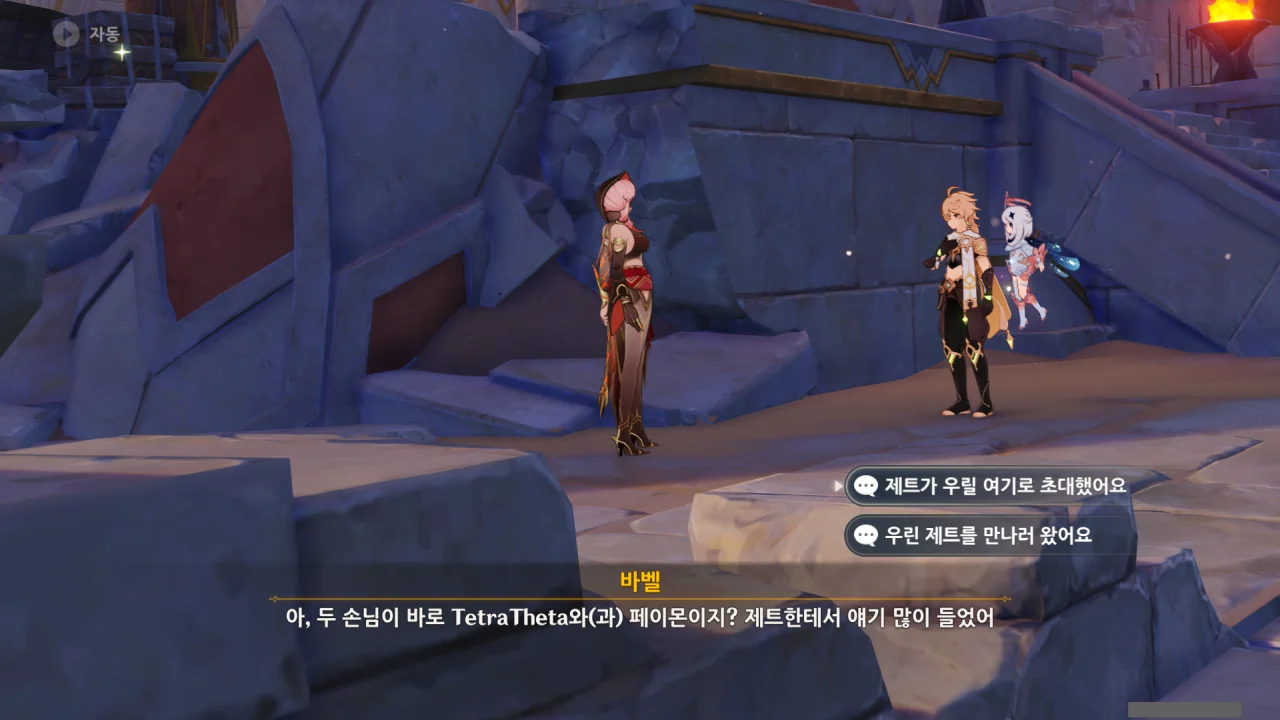 자동
제트가 우릴 여기로 초대했어요
우린 제트를 만나러 왔어요
바벨
아, 두 손님이 바로 TetraTheta와(과) 페이몬이지? 제트한테서 얘기 많이 들었어